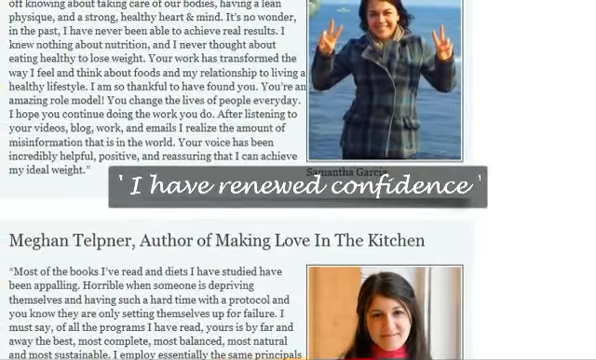 off knowing about taking care of our bodies, having a lean
physique, and a strong, healthy heart & mind. It's no wonder,
in the past, I have never been able to achieve real results. I
knew nothing about nutrition, and I never thought about
eating healthy to lose weight. Your work has transformed the
way I feel and think about foods and my relationship to living a
healthy lifestyle. I am so thankful to have found you. You're an
amazing role model! You change the lives of people everyday.
I hope you continue doing the work you do. After listening to
your videos, blog, work, and emails I realize the amount of
misinformation that is in the world. Your voice has been
incredibly helpful, positive, and reassuring that I can achieve
my ideal weight."
Samantha Garcia
' I have renewed confidence '
Meghan Telpner, Author of Making Love In The Kitchen
"Most of the books I've read and diets I have studied have
been appalling. Horrible when someone is depriving
themselves and having such a hard time with a protocol and
you know they are only setting themselves up for failure. I
must say, of all the programs I have read, yours is by far and
away the best, most complete, most balanced, most natural
and most sustainable. I employ essentially the same principals